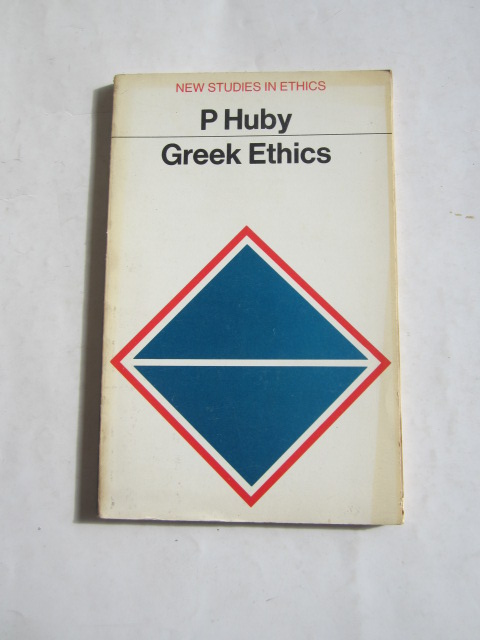 NEW STUDIES IN ETHICS
P Huby
Greek Ethics